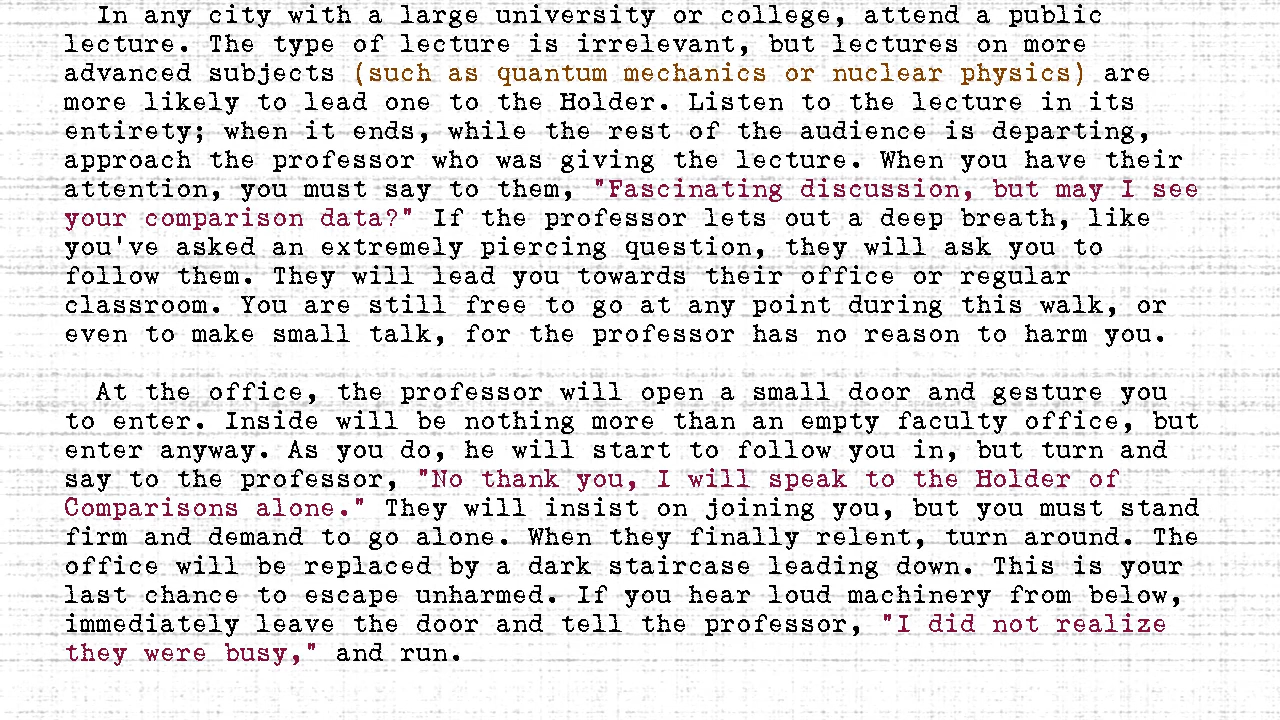 In any city with a large university or college, attend a public
lecture. The type of lecture is irrelevant, but lectures on more
advanced subjects (such as quantum mechanics or nuclear physics) are
more likely to lead one to the Holder. Listen to the lecture in its
entirety; when it ends, while the rest of the audience is departing,
approach the professor who was giving the lecture. When you have their
attention, you must say to them, "Fascinating discussion, but may I see
your comparison data?" If the professor lets out a deep breath, like
you've asked an extremely piercing question, they will ask you to
follow them. They will lead you towards their office or regular
classroom. You are still free to go at any point during this walk, or
even to make small talk, for the professor has no reason to harm you.
At the office, the professor will open a small door and gesture you
to enter. Inside will be nothing more than an empty faculty office, but
enter anyway. As you do, he will start to follow you in, but turn and
say to the professor, "No thank you, I will speak to the Holder of
Comparisons alone." They will insist on joining you, but you must stand
firm and demand to go alone. When they finally relent, turn around. The
office will be replaced by a dark staircase leading down. This is your
last chance to escape unharmed. If you hear loud machinery from below,
immediately leave the door and tell the professor, "I did not realize
they were busy," and run.